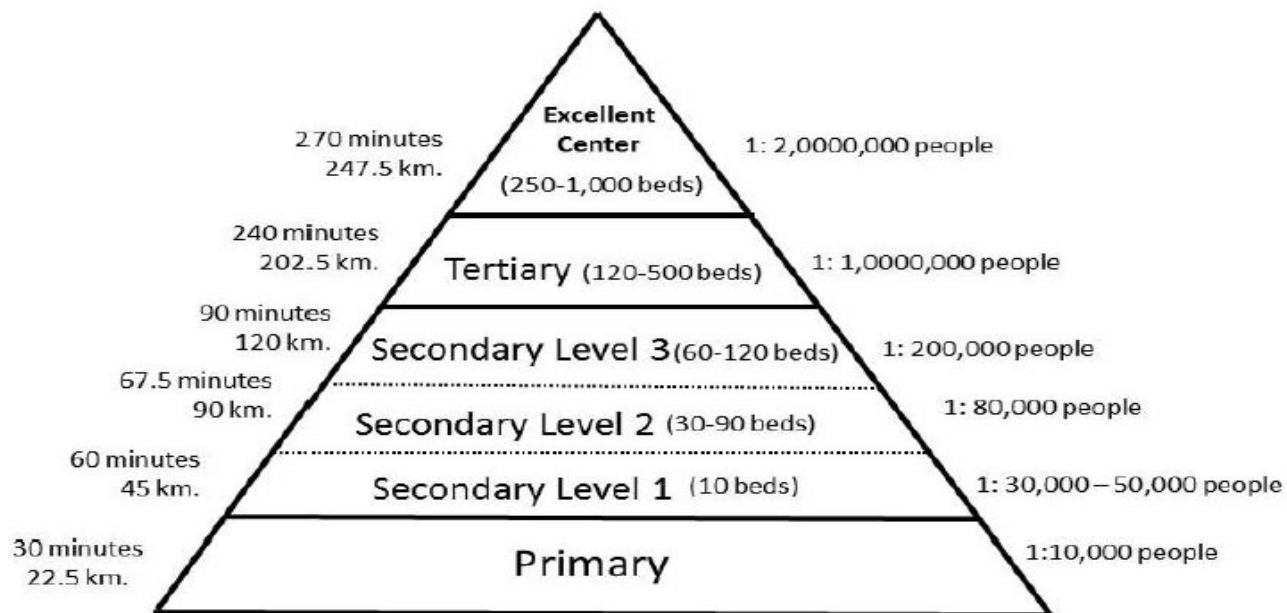 Excellent
Center
(250-1,000 beds)
270 minutes
247.5 km.
1: 2,0000,000 people
240 minutes
202.5 km.
Tertiary (120-500 beds)
1: 1,0000,000 people
90 minutes
120 km.
Secondary Level 3 (60-120 beds)
1: 200,000 people
67.5 minutes
90 km.
Secondary Level 2 (30-90 beds)
1: 80,000 people
60 minutes
45 km.
Secondary Level 1 (10 beds)
1: 30,000 – 50,000 people
30 minutes
22.5 km.
Primary
1:10,000 people